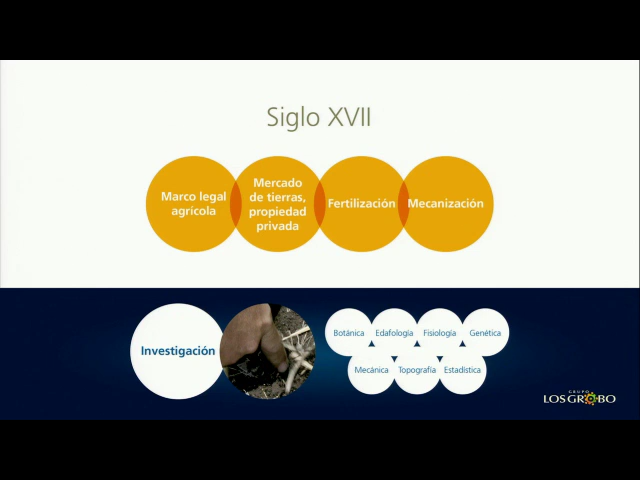 Siglo XVII
Marco legal
agrícola
Mercado
de tierras,
propiedad
privada
Fertilización
Mecanización
Investigación
Botánica
Edafología
Fisiología
Genética
Mecánica
Topografía
Estadística
GRUPO
LOS GROBO